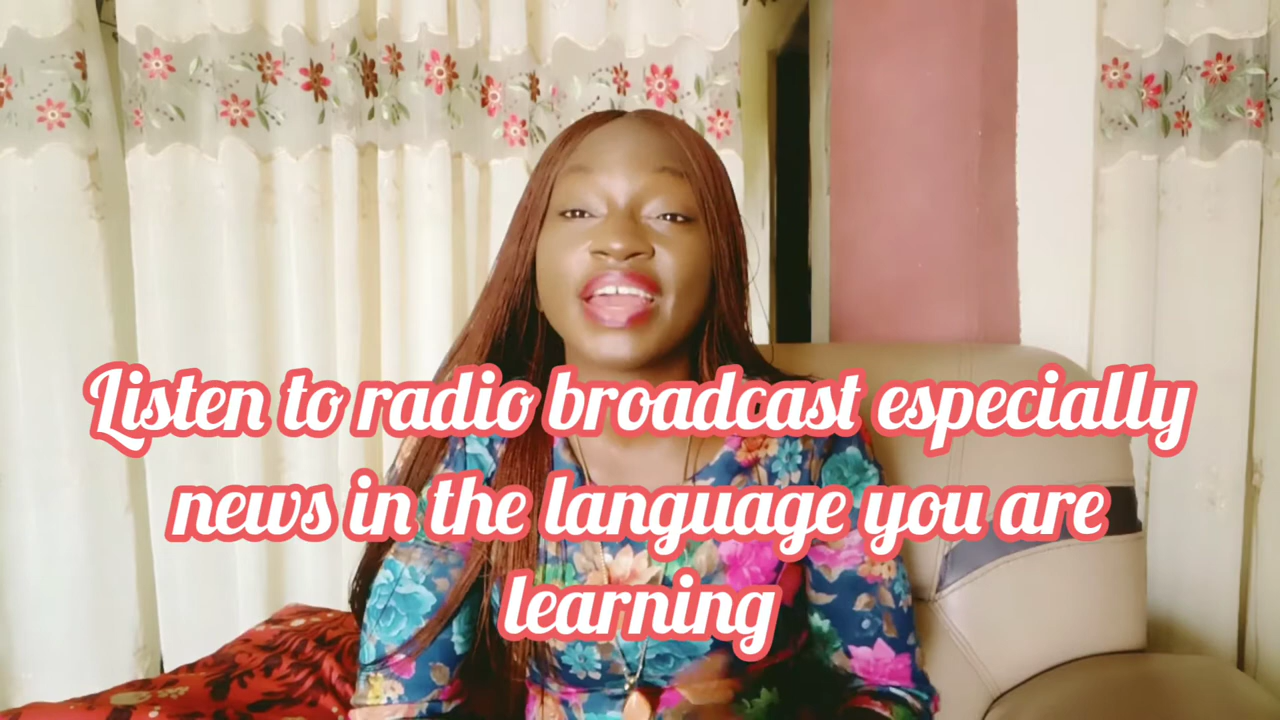 Listen to radio broadcast especially
news in the language you are
learning